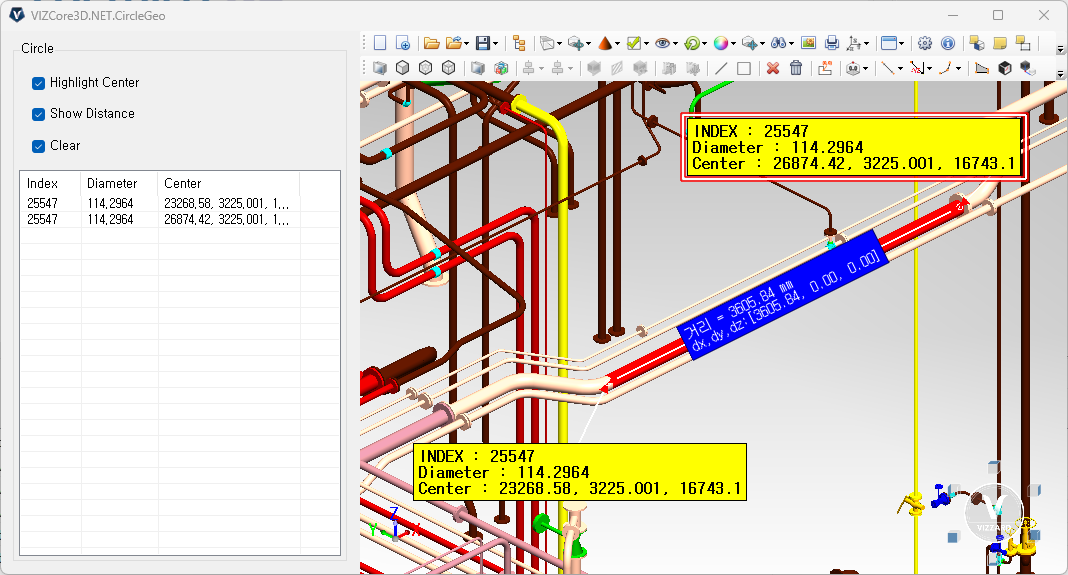 VIZCore3D.NET.CircleGeo
Circle
Highlight Center
Show Distance
Clear
Index Diameter Center
25547 114,2964 23268,58, 3225,001, 1,,,
25547 114,2964 26874,42, 3225,001, 1,,,
INDEX : 25547
Diameter : 114.2964
Center : 26874.42, 3225.001, 16743.1
거리 = 3605.84 mm
dx,dy,dz:[3605.84, 0.00, 0.00]
INDEX : 25547
Diameter : 114.2964
Center : 23268.58, 3225.001, 16743.1
Z
Y
X
VIZZARD